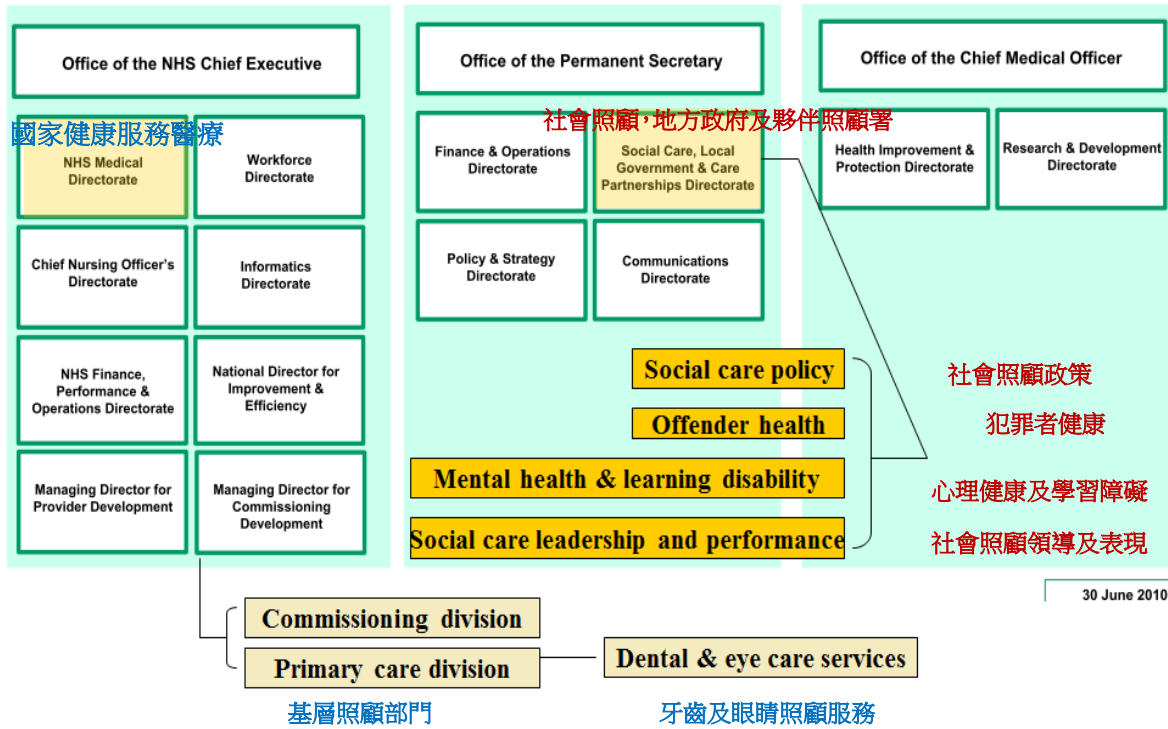 Office of the NHS Chief Executive
國家健康服務醫療
NHS Medical
Directorate
Workforce
Directorate
Chief Nursing Officer's
Directorate
Informatics
Directorate
NHS Finance,
Performance &
Operations Directorate
National Director for
Improvement &
Efficiency
Managing Director for
Provider Development
Managing Director for
Commissioning
Development
Office of the Permanent Secretary
社會照顧,地方政府及夥伴照顧署
Finance & Operations
Directorate
Social Care, Local
Government & Care
Partnerships Directorate
Policy & Strategy
Directorate
Communications
Directorate
Office of the Chief Medical Officer
Health Improvement &
Protection Directorate
Research & Development
Directorate
Social care policy
社會照顧政策
Offender health
犯罪者健康
Mental health & learning disability
心理健康及學習障礙
Social care leadership and performance
社會照顧領導及表現
30 June 2010
Commissioning division
Primary care division
Dental & eye care services
基層照顧部門
牙齒及眼睛照顧服務